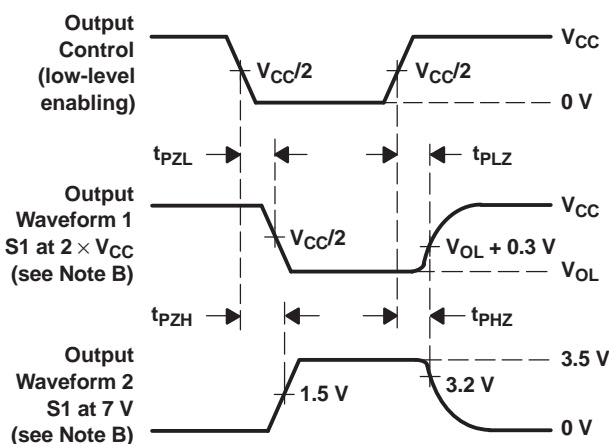 Output
Control
(low-level
enabling)
V_CC/2
V_CC/2
V_CC
0 V
t_PZL
t_PLZ
Output
Waveform 1
S1 at 2 × V_CC
(see Note B)
V_CC/2
V_CC
V_OL + 0.3 V
V_OL
t_PZH
t_PHZ
Output
Waveform 2
S1 at 7 V
(see Note B)
1.5 V
3.2 V
3.5 V
0 V